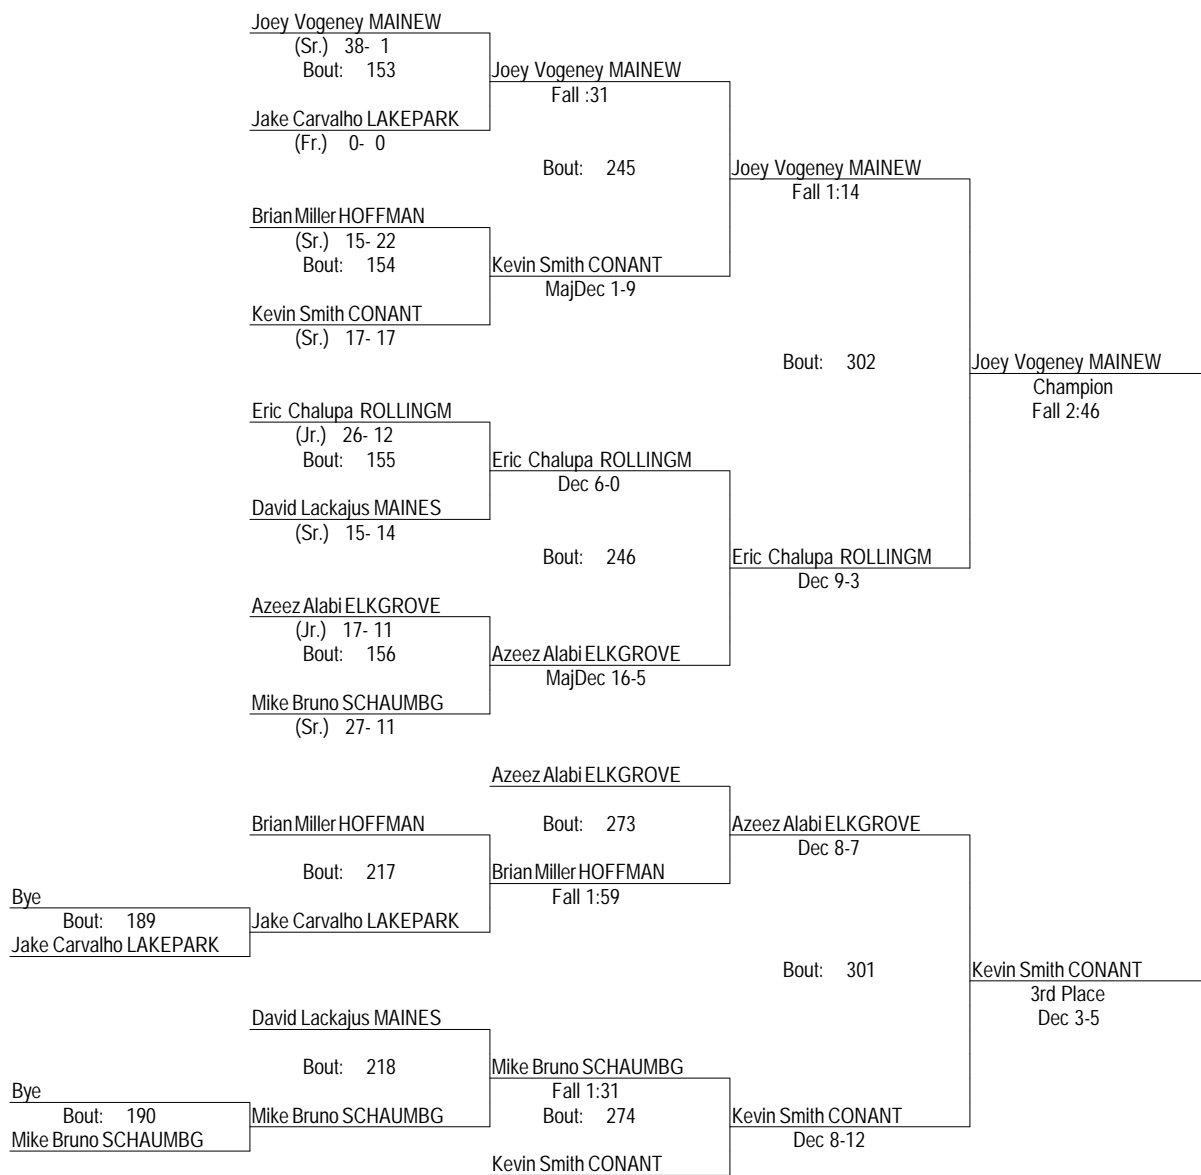 Joey Vogeney MAINEW
(Sr.) 38- 1
Bout: 153
Joey Vogeney MAINEW
Fall :31
Jake Carvalho LAKEPARK
(Fr.) 0- 0
Bout: 245
Joey Vogeney MAINEW
Fall 1:14
Brian Miller HOFFMAN
(Sr.) 15- 22
Bout: 154
Kevin Smith CONANT
MajDec 1-9
Kevin Smith CONANT
(Sr.) 17- 17
Bout: 302
Joey Vogeney MAINEW
Champion
Fall 2:46
Eric Chalupa ROLLINGM
(Jr.) 26- 12
Bout: 155
Eric Chalupa ROLLINGM
Dec 6-0
David Lackajus MAINES
(Sr.) 15- 14
Bout: 246
Eric Chalupa ROLLINGM
Dec 9-3
Azeez Alabi ELKGROVE
(Jr.) 17- 11
Bout: 156
Azeez Alabi ELKGROVE
MajDec 16-5
Mike Bruno SCHAUMBG
(Sr.) 27- 11
Azeez Alabi ELKGROVE
Brian Miller HOFFMAN
Bout: 273
Azeez Alabi ELKGROVE
Dec 8-7
Bout: 217
Brian Miller HOFFMAN
Fall 1:59
Bye
Bout: 189
Jake Carvalho LAKEPARK
Jake Carvalho LAKEPARK
Bout: 301
Kevin Smith CONANT
3rd Place
Dec 3-5
David Lackajus MAINES
Bout: 218
Mike Bruno SCHAUMBG
Fall 1:31
Bye
Bout: 190
Mike Bruno SCHAUMBG
Mike Bruno SCHAUMBG
Bout: 274
Kevin Smith CONANT
Dec 8-12
Kevin Smith CONANT